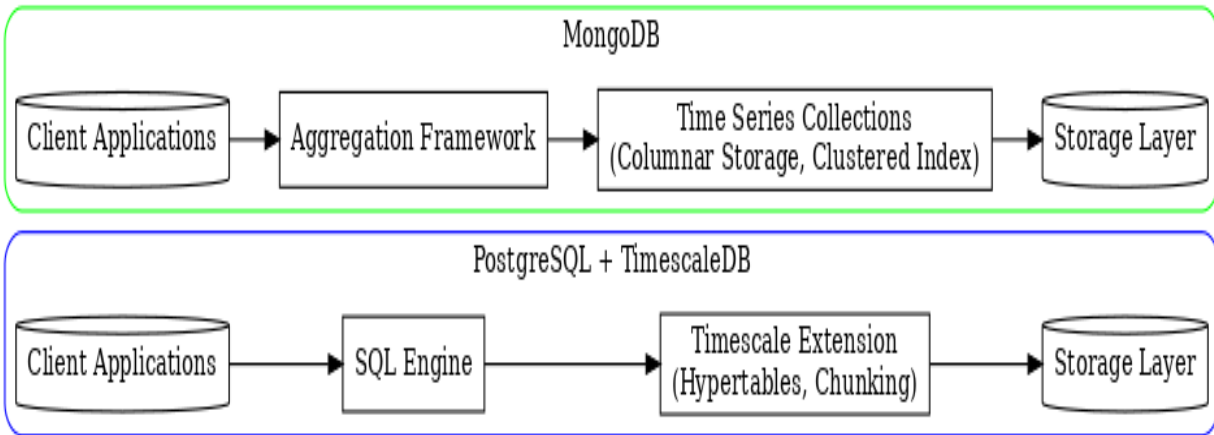 MongoDB
Client Applications
Aggregation Framework
Time Series Collections
(Columnar Storage, Clustered Index)
Storage Layer
PostgreSQL + TimescaleDB
Client Applications
SQL Engine
Timescale Extension
(Hypertables, Chunking)
Storage Layer